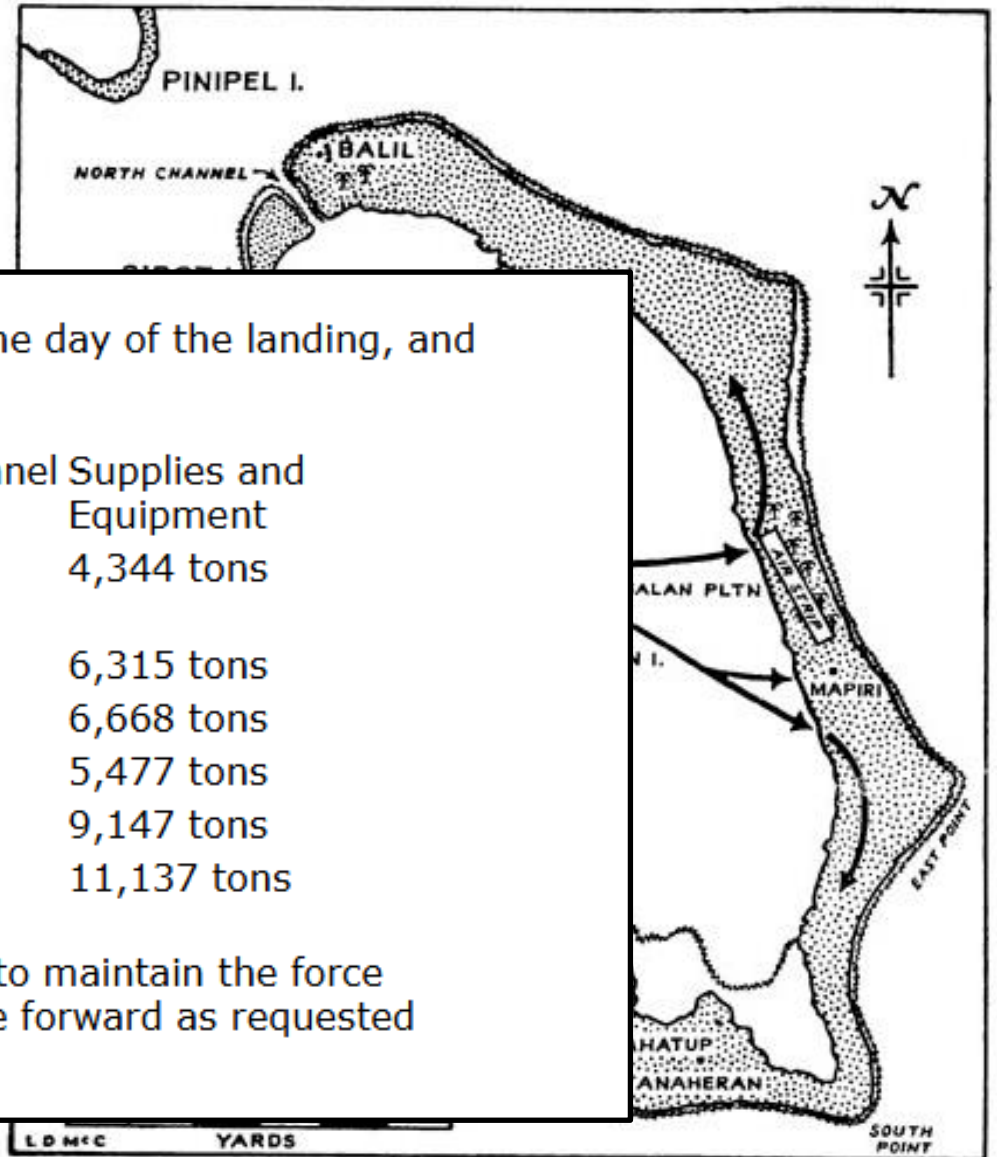 PINIPEL I.
BALIL
NORTH CHANNEL
N
ne day of the landing, and
nnel Supplies and
Equipment
4,344 tons
6,315 tons
6,668 tons
5,477 tons
9,147 tons
11,137 tons
to maintain the force
e forward as requested
ALAN PLTN
AIR STRIP
N I.
MAPIRI
EAST POINT
HATUP
ANAHERAN
SOUTH
POINT
L D McC YARDS